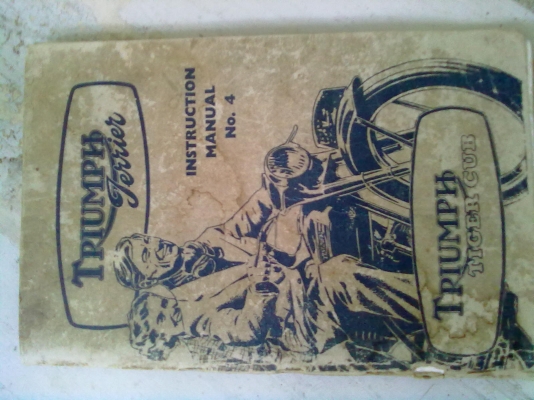 TRIUMPH
Terrier
INSTRUCTION
MANUAL
No. 4
TRIUMPH
TIGER CUB